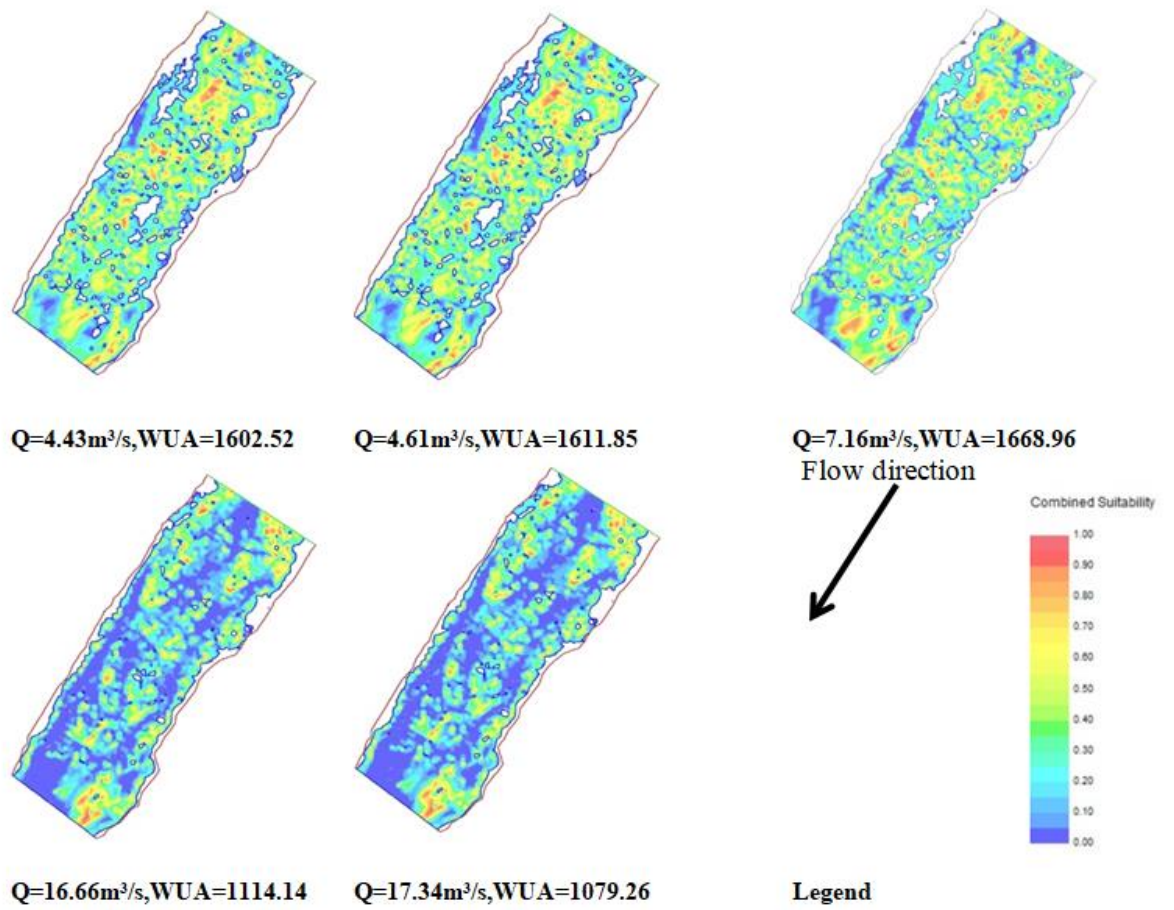 Q=4.43m³/s,WUA=1602.52
Q=4.61m³/s,WUA=1611.85
Q=7.16m³/s,WUA=1668.96
Flow direction
Combined Suitability
1.00
0.90
0.80
0.70
0.60
0.50
0.40
0.30
0.20
0.10
0.00
Q=16.66m³/s,WUA=1114.14
Q=17.34m³/s,WUA=1079.26
Legend